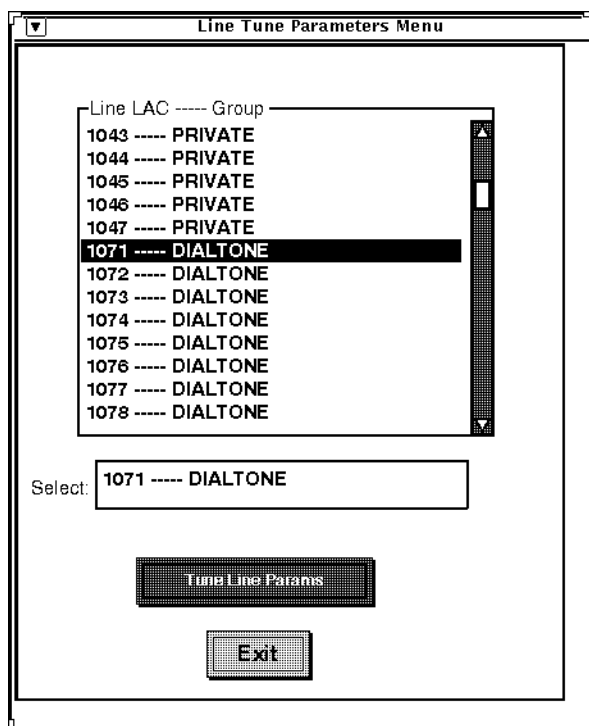 Line Tune Parameters Menu
Line LAC ----- Group
1043 ----- PRIVATE
1044 ----- PRIVATE
1045 ----- PRIVATE
1046 ----- PRIVATE
1047 ----- PRIVATE
1071 ----- DIALTONE
1072 ----- DIALTONE
1073 ----- DIALTONE
1074 ----- DIALTONE
1075 ----- DIALTONE
1076 ----- DIALTONE
1077 ----- DIALTONE
1078 ----- DIALTONE
Select: 1071 ----- DIALTONE
Tune Line Params
Exit